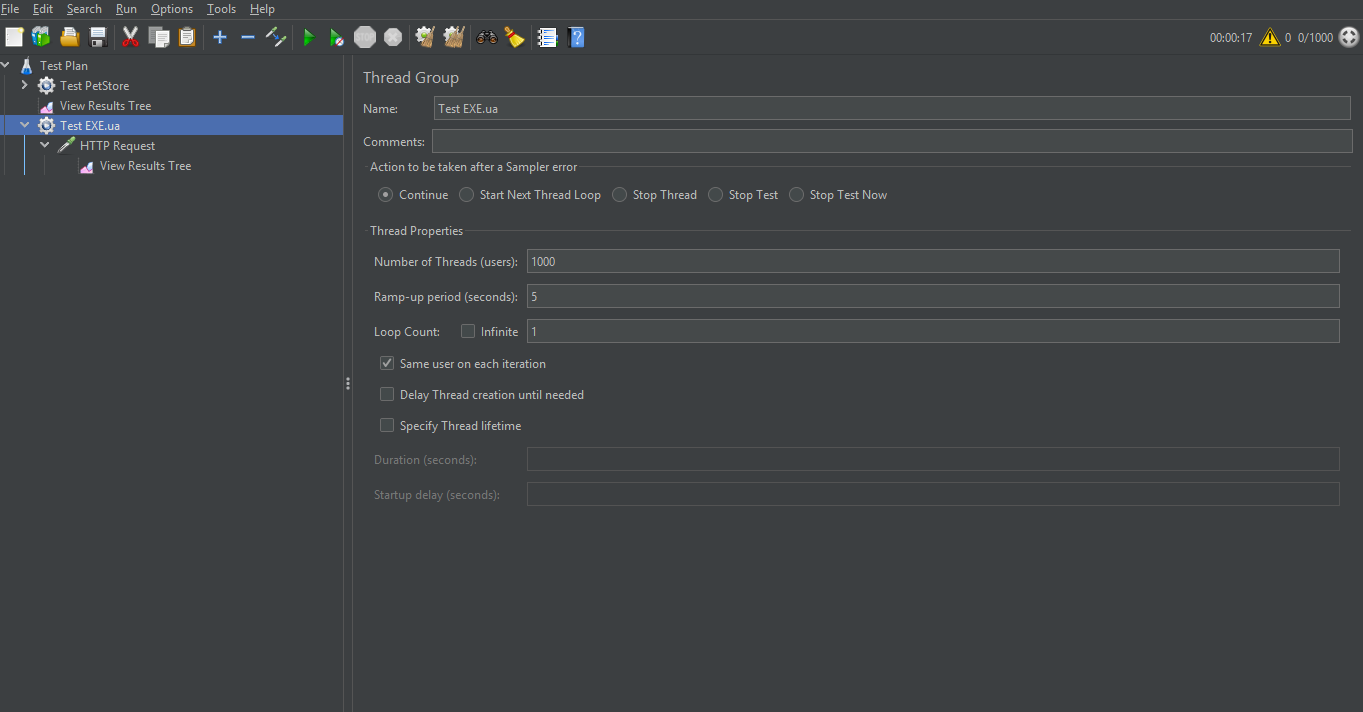 File Edit Search Run Options Tools Help
00:00:17 0 0/1000
Test Plan
Test PetStore
View Results Tree
Test EXE.ua
HTTP Request
View Results Tree
Thread Group
Name: Test EXE.ua
Comments:
Action to be taken after a Sampler error
Continue Start Next Thread Loop Stop Thread Stop Test Stop Test Now
Thread Properties
Number of Threads (users): 1000
Ramp-up period (seconds): 5
Loop Count: Infinite 1
Same user on each iteration
Delay Thread creation until needed
Specify Thread lifetime
Duration (seconds):
Startup delay (seconds):